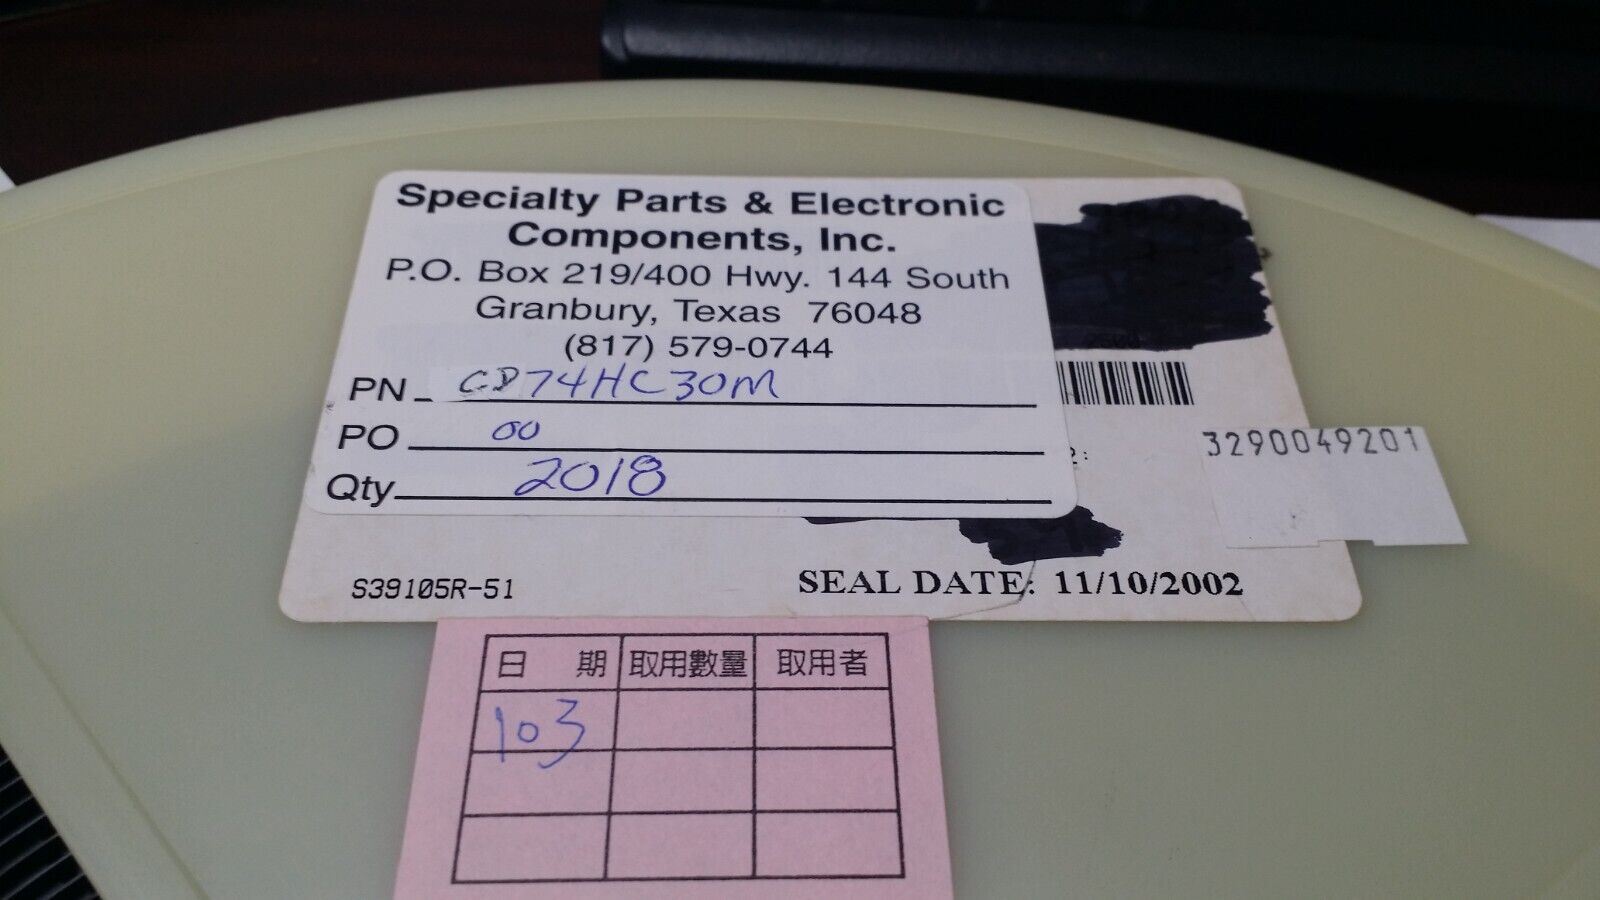 Specialty Parts & Electronic
Components, Inc.
P.O. Box 219/400 Hwy. 144 South
Granbury, Texas 76048
(817) 579-0744
PN CD74HC30M
PO 00
Qty 2018
3290049201
S39105R-51
SEAL DATE: 11/10/2002
日期 取用數量 取用者
103